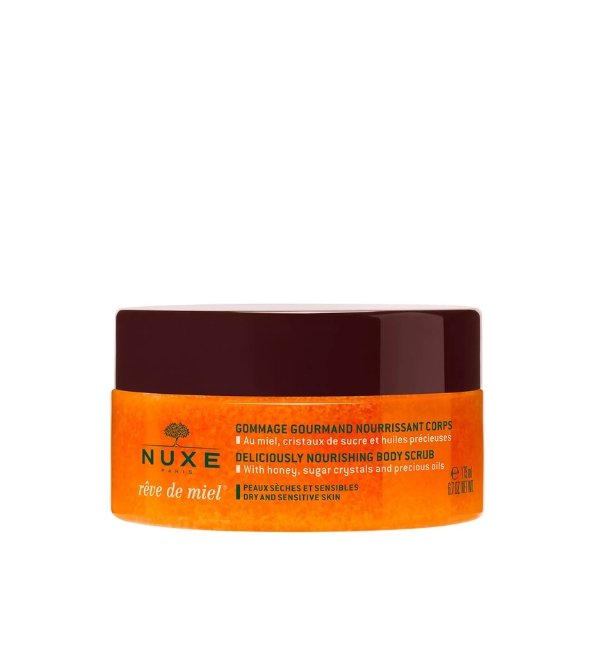 NUXE
PARIS
rêve de miel®
GOMMAGE GOURMAND NOURRISSANT CORPS
Au miel, cristaux de sucre et huiles précieuses
DELICIOUSLY NOURISHING BODY SCRUB
With honey, sugar crystals and precious oils
PEAUX SÈCHES ET SENSIBLES
DRY AND SENSITIVE SKIN
℮ 175 ml